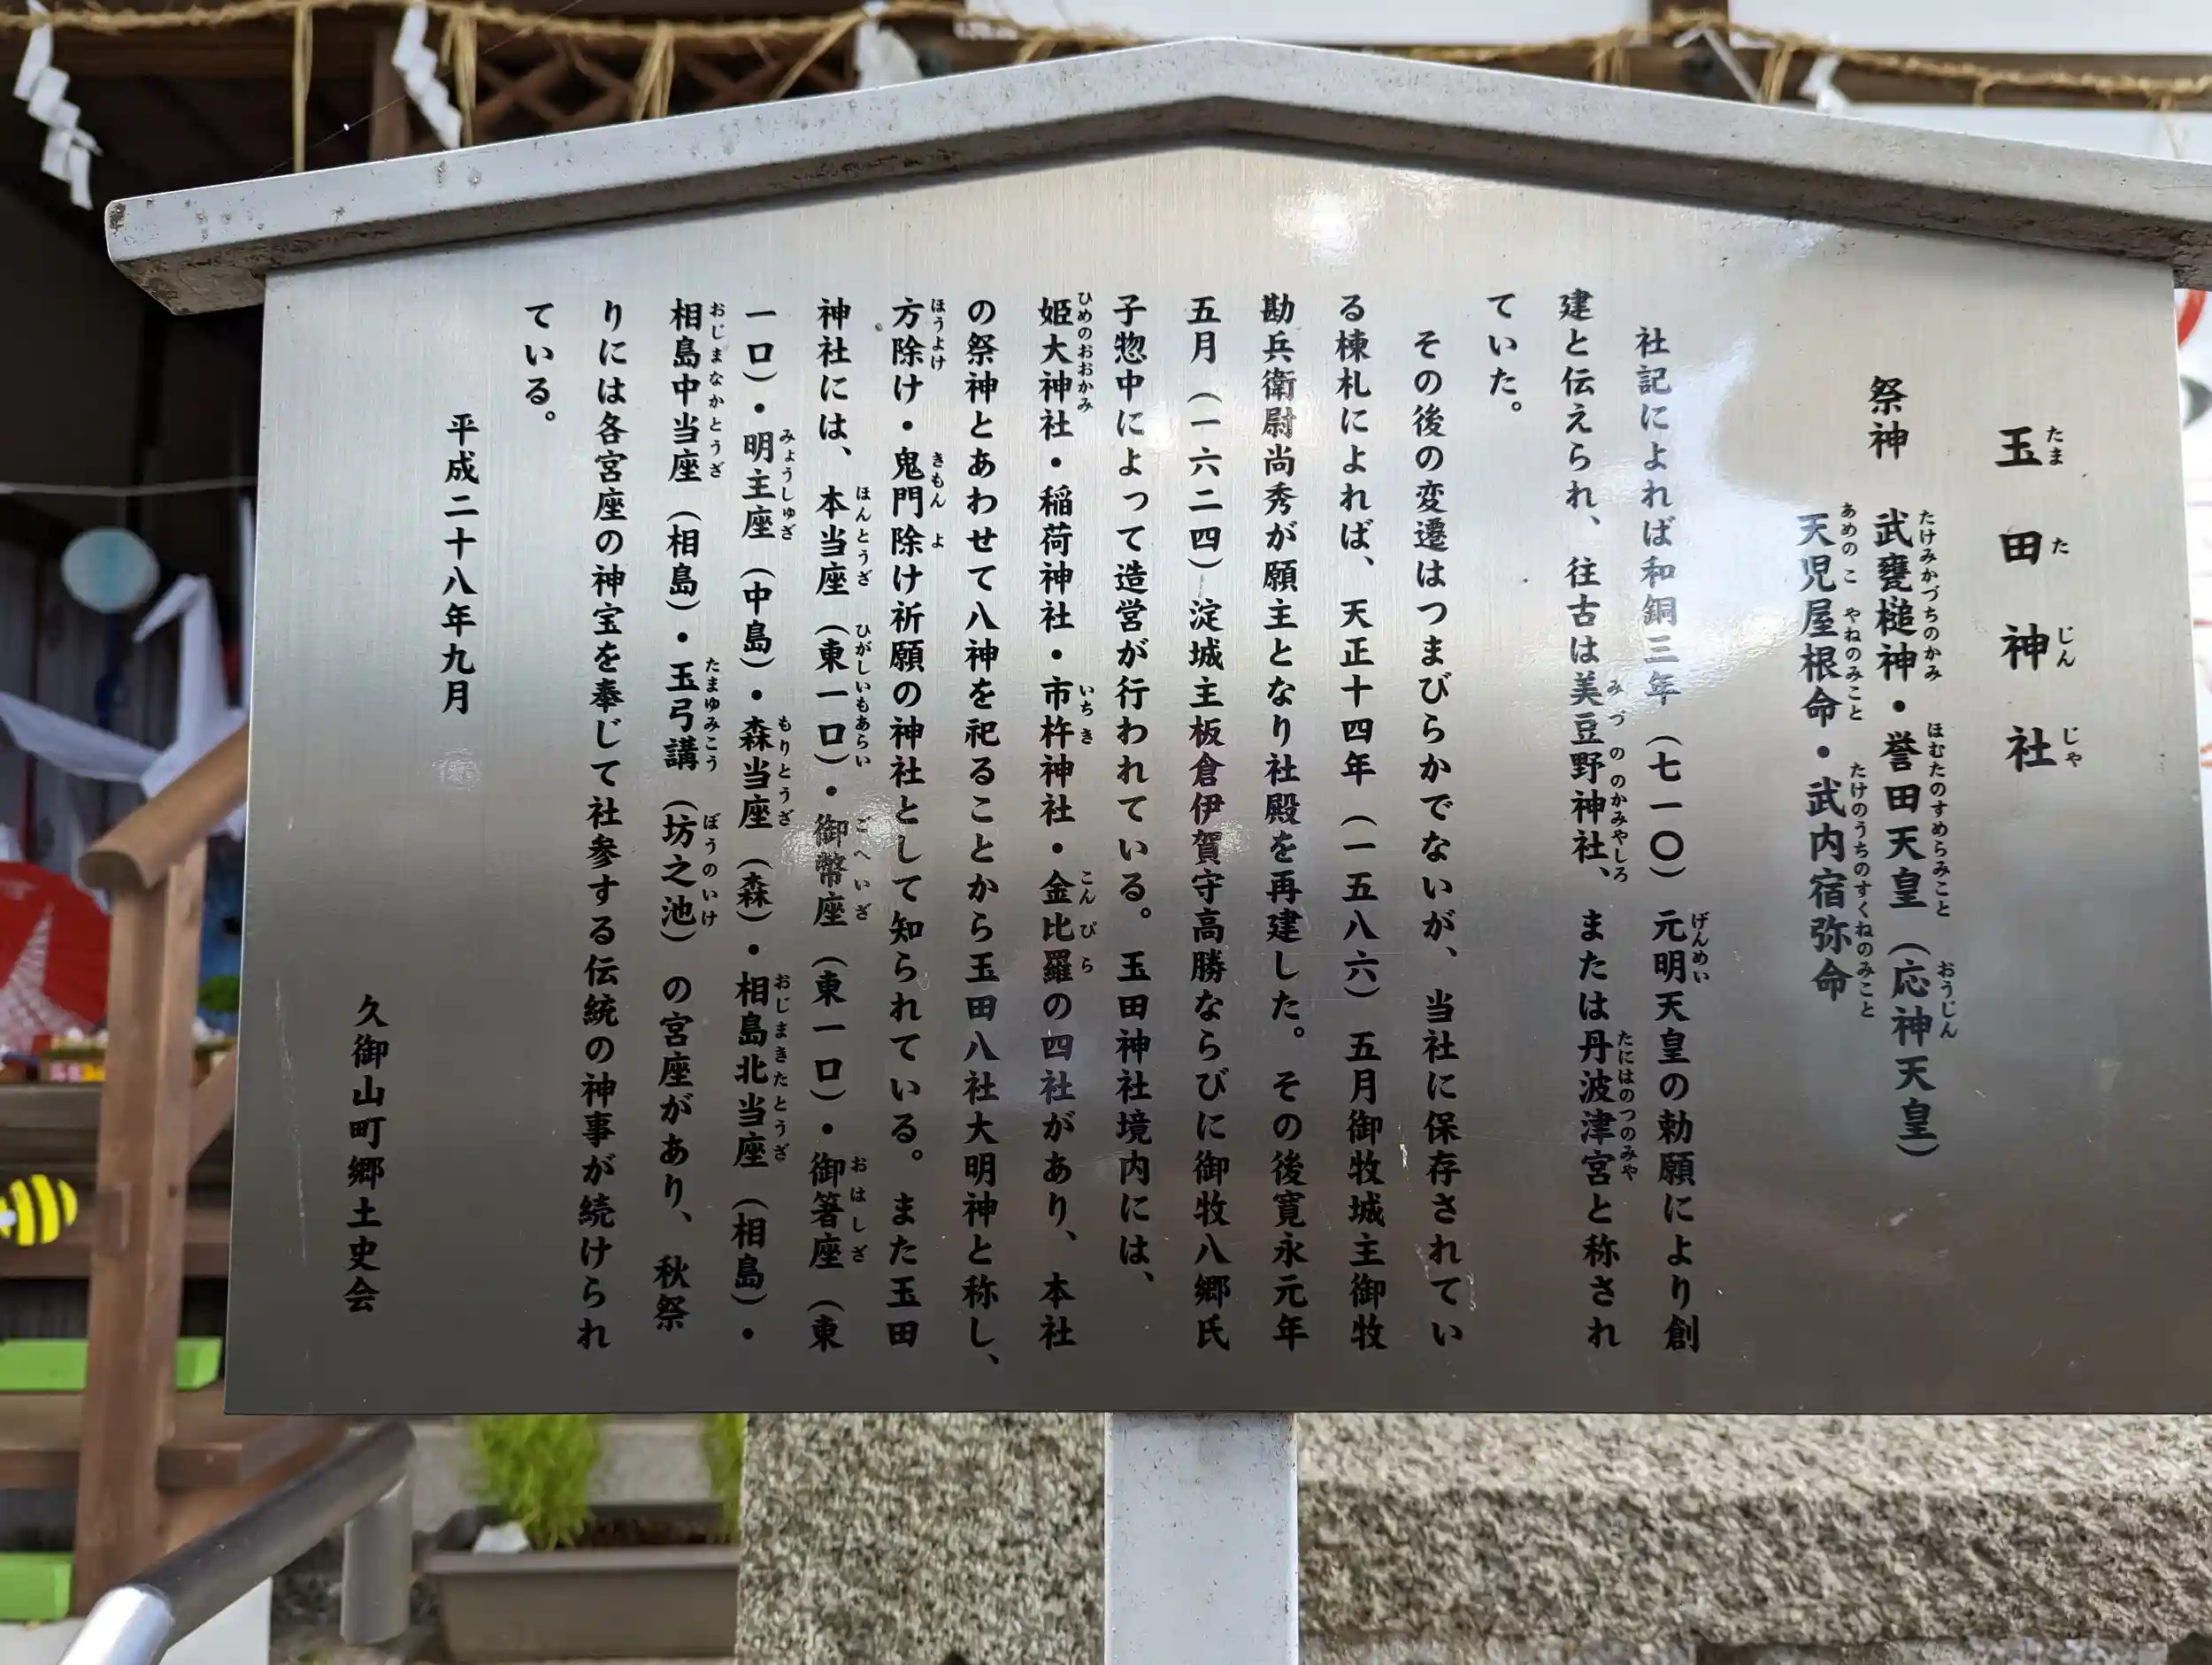 玉田神社
祭神　武甕槌神・誉田天皇（応神天皇）
天児屋根命・武内宿弥命
社記によれば和銅三年（七一〇）元明天皇の勅願により創
建と伝えられ、往古は美豆野神社、または丹波津宮と称され
ていた。
その後の変遷はつまびらかでないが、当社に保存されてい
る棟札によれば、天正十四年（一五八六）五月御牧城主御牧
勘兵衛尉尚秀が願主となり社殿を再建した。その後寛永元年
五月（一六二四）淀城主板倉伊賀守高勝ならびに御牧八郷氏
子惣中によって造営が行われている。玉田神社境内には、
姫大神社・稲荷神社・市杵神社・金比羅の四社があり、本社
の祭神とあわせて八神を祀ることから玉田八社大明神と称し、
方除け・鬼門除け祈願の神社として知られている。また玉田
神社には、本当座（東一口）・御幣座（東一口）・御箸座（東
一口）・明主座（中島）・森当座（森）・相島北当座（相島）・
相島中当座（相島）・玉弓講（坊之池）の宮座があり、秋祭
りには各宮座の神宝を奉じて社参する伝統の神事が続けられ
ている。
平成二十八年九月
久御山町郷土史会